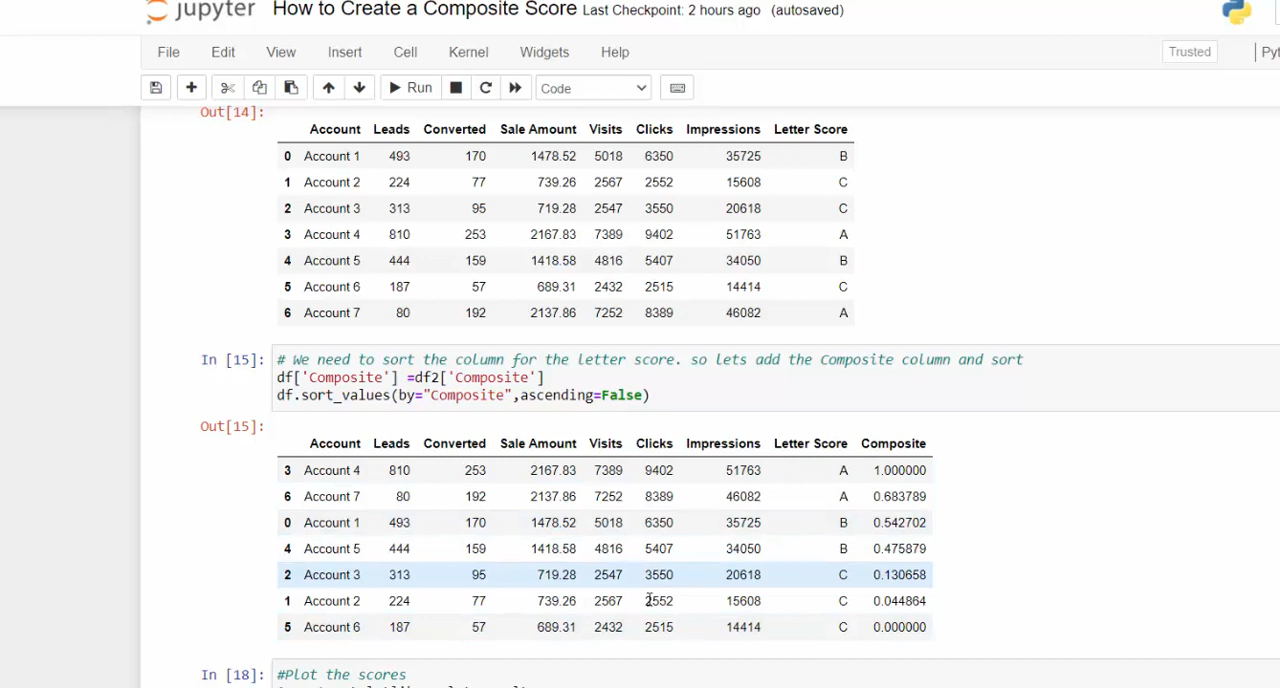 jupyter How to Create a Composite Score Last Checkpoint: 2 hours ago (autosaved)
File Edit View Insert Cell Kernel Widgets Help Trusted
Run Code
Out[14]:
Account Leads Converted Sale Amount Visits Clicks Impressions Letter Score
0 Account 1 493 170 1478.52 5018 6350 35725 B
1 Account 2 224 77 739.26 2567 2552 15608 C
2 Account 3 313 95 719.28 2547 3550 20618 C
3 Account 4 810 253 2167.83 7389 9402 51763 A
4 Account 5 444 159 1418.58 4816 5407 34050 B
5 Account 6 187 57 689.31 2432 2515 14414 C
6 Account 7 80 192 2137.86 7252 8389 46082 A
In [15]: # We need to sort the column for the letter score. so lets add the Composite column and sort
df['Composite'] =df2['Composite']
df.sort_values(by="Composite",ascending=False)
Out[15]:
Account Leads Converted Sale Amount Visits Clicks Impressions Letter Score Composite
3 Account 4 810 253 2167.83 7389 9402 51763 A 1.000000
6 Account 7 80 192 2137.86 7252 8389 46082 A 0.683789
0 Account 1 493 170 1478.52 5018 6350 35725 B 0.542702
4 Account 5 444 159 1418.58 4816 5407 34050 B 0.475879
2 Account 3 313 95 719.28 2547 3550 20618 C 0.130658
1 Account 2 224 77 739.26 2567 2552 15608 C 0.044864
5 Account 6 187 57 689.31 2432 2515 14414 C 0.000000
In [18]: #Plot the scores